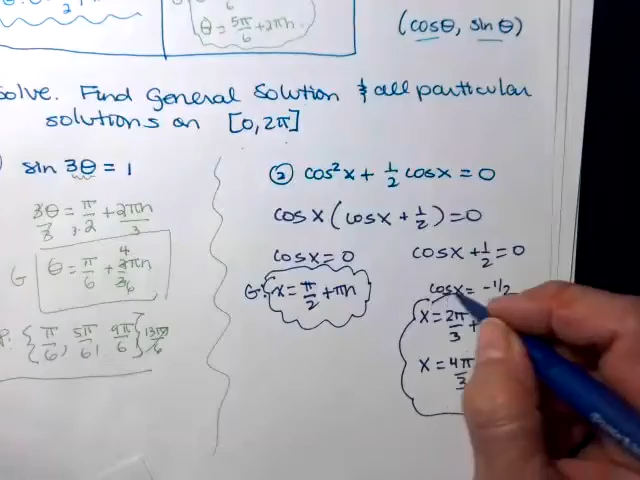 θ = 5π/6 + 2πn
(cosθ, sinθ)
Solve. Find General Solution & all particular
solutions on [0, 2π]
sin 3θ = 1
3θ/3 = π/2 + 2πn/3
G θ = π/6 + 4πn/6
P: {π/6, 5π/6, 9π/6}
② cos²x + 1/2 cosx = 0
cosx (cosx + 1/2) = 0
cosx = 0
G: x = π/2 + πn
cosx + 1/2 = 0
cosx = -1/2
x = 2π/3 +
x = 4π/3